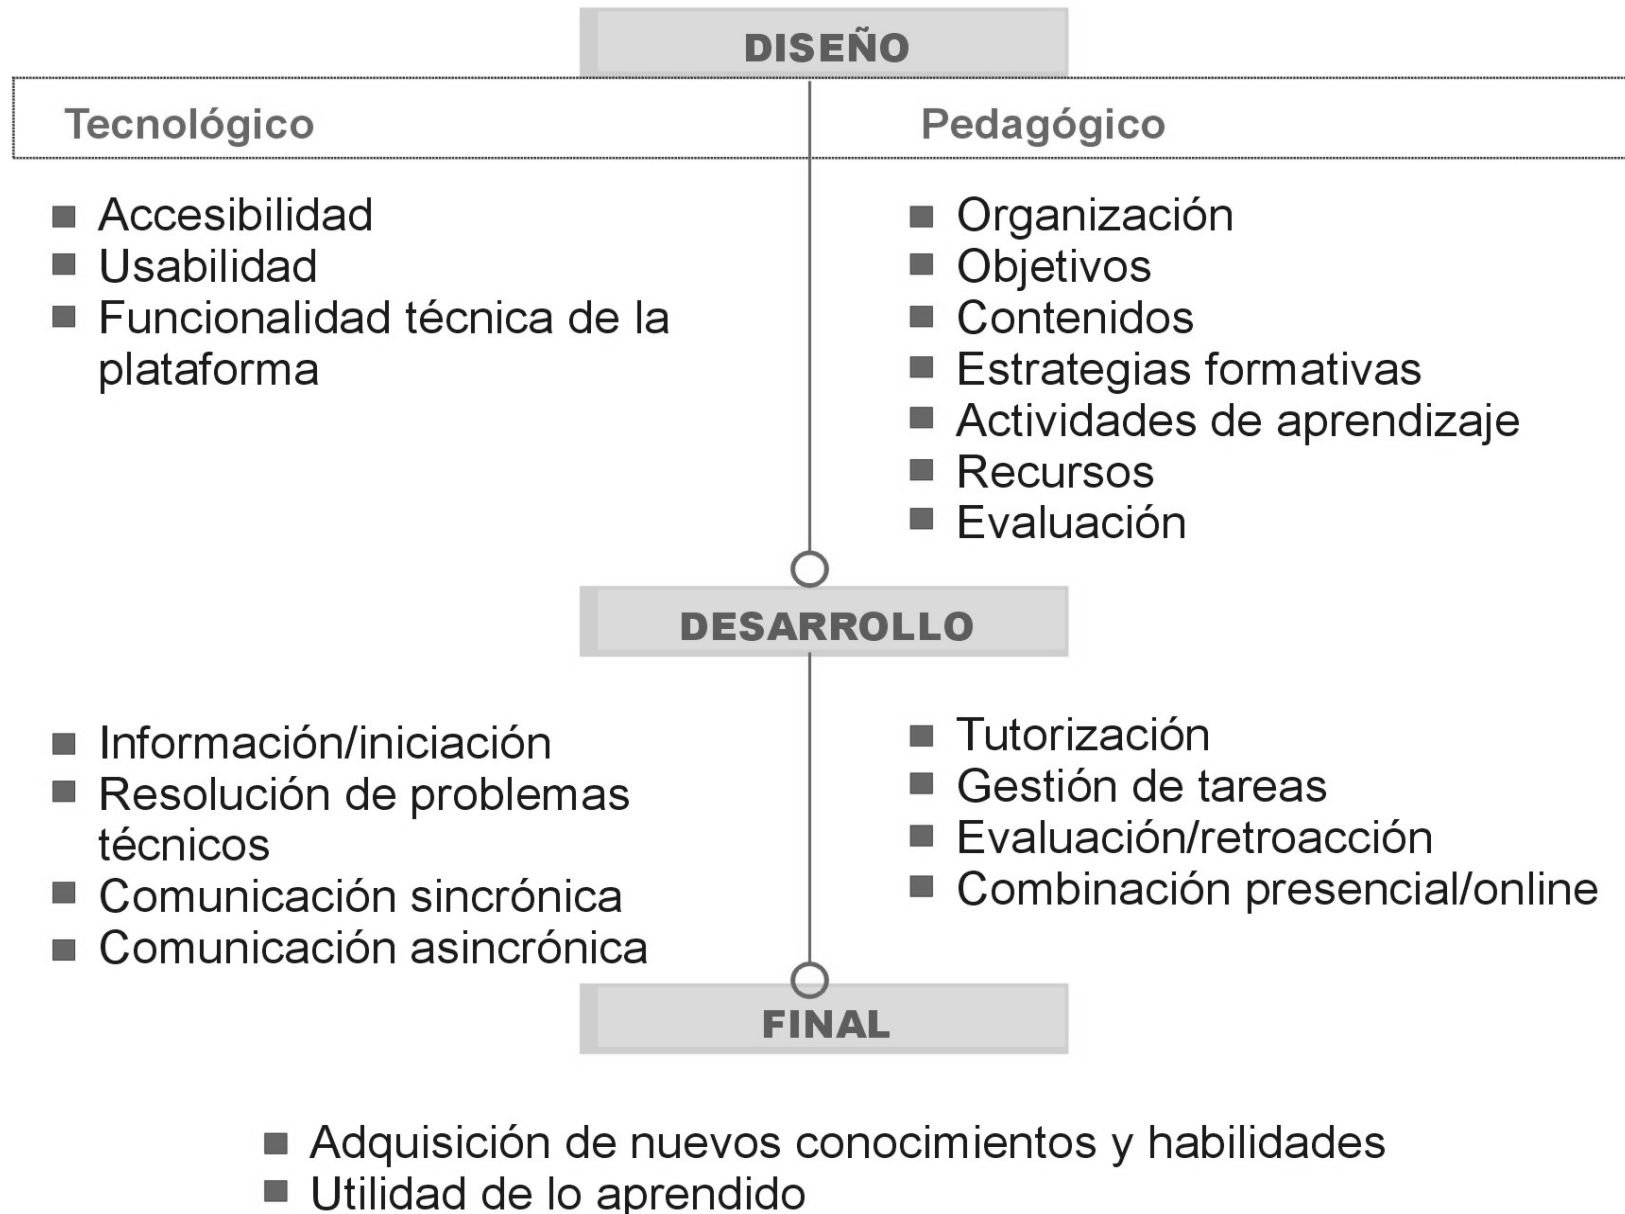 DISEÑO
Tecnológico
Pedagógico
Accesibilidad
Usabilidad
Funcionalidad técnica de la
plataforma
Organización
Objetivos
Contenidos
Estrategias formativas
Actividades de aprendizaje
Recursos
Evaluación
DESARROLLO
Información/iniciación
Resolución de problemas
técnicos
Comunicación sincrónica
Comunicación asincrónica
Tutorización
Gestión de tareas
Evaluación/retroacción
Combinación presencial/online
FINAL
Adquisición de nuevos conocimientos y habilidades
Utilidad de lo aprendido